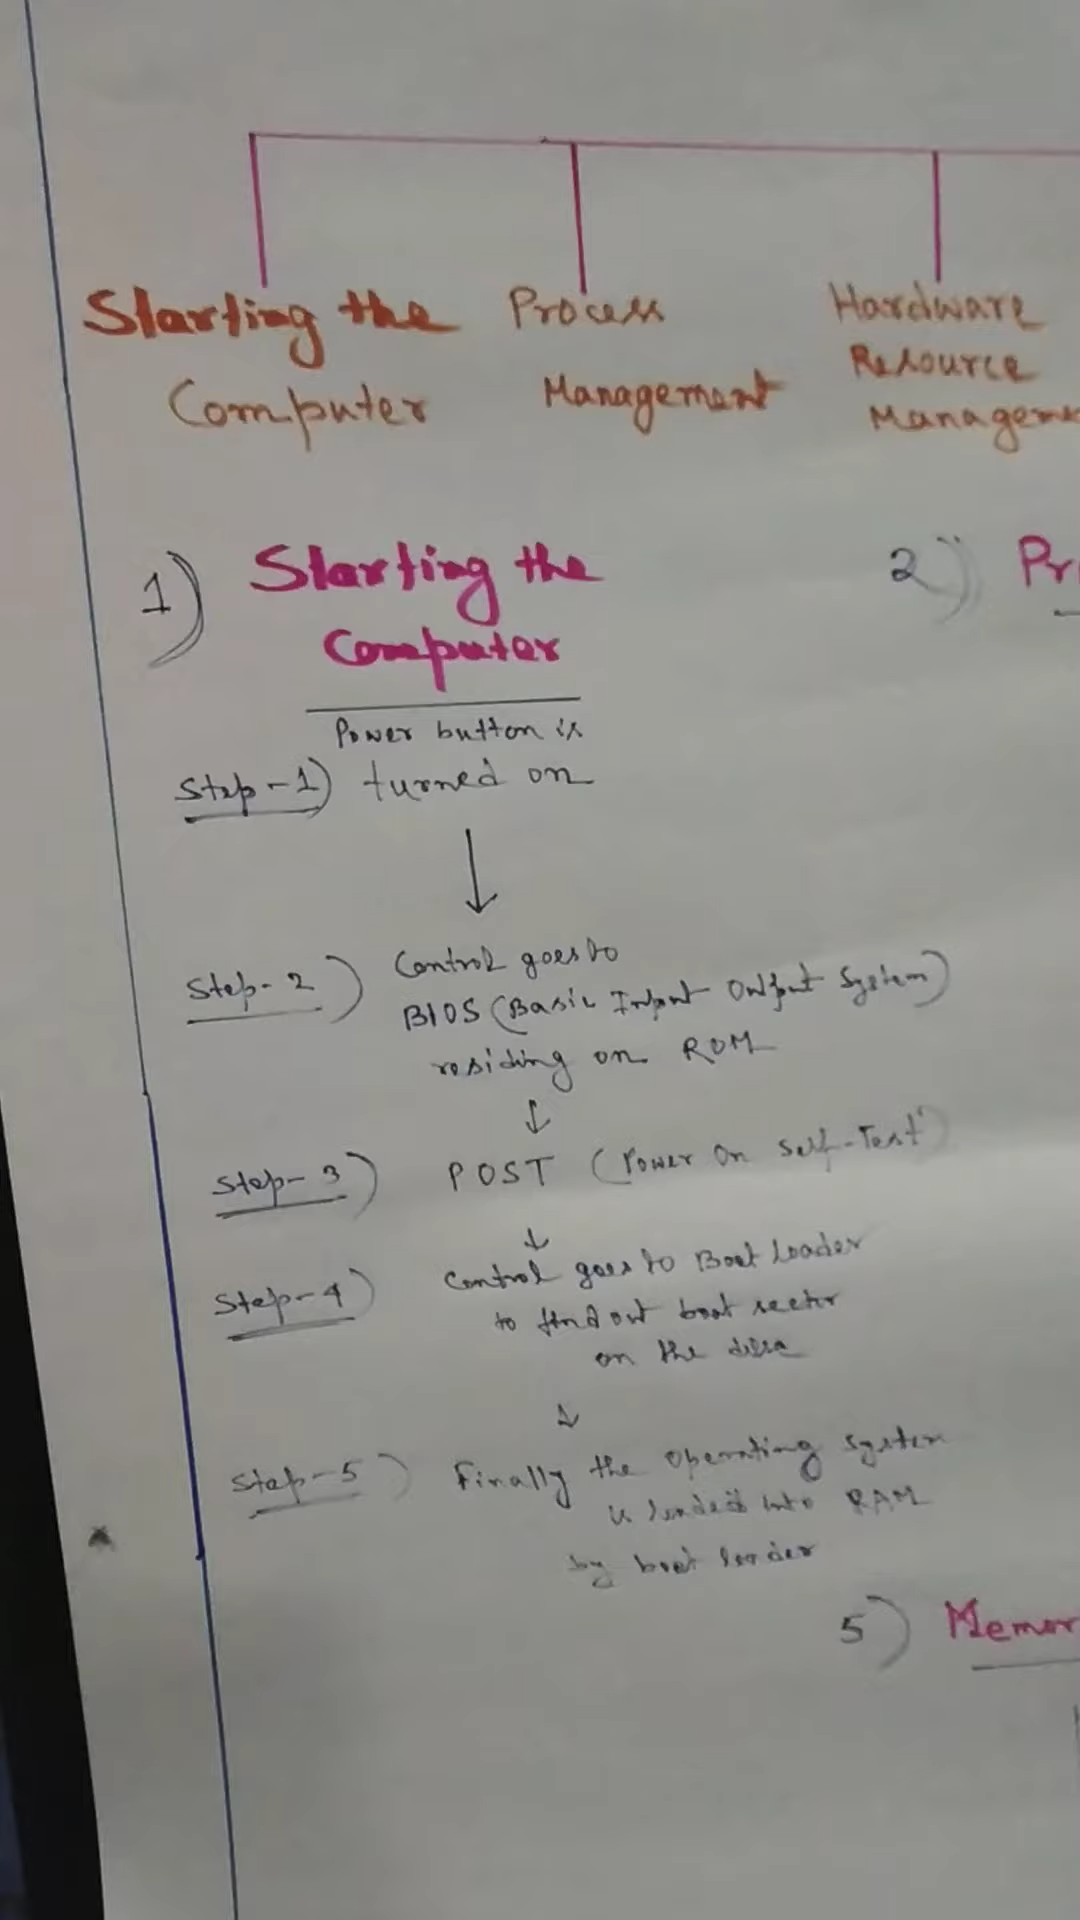 Starting the
Computer
Process
Management
Hardware
Resource
Manageme
1) Starting the
Computer
Power button is
Step-1) turned on
Step-2) Control goes to
BIOS (Basic Input Output System)
residing on ROM
Step-3) POST (Power On Self-Test)
Step-4) Control goes to Boot Loader
to find out boot sector
on the
Step-5) Finally the operating system
is loaded into RAM
by boot loader
2) Pr
5) Memor